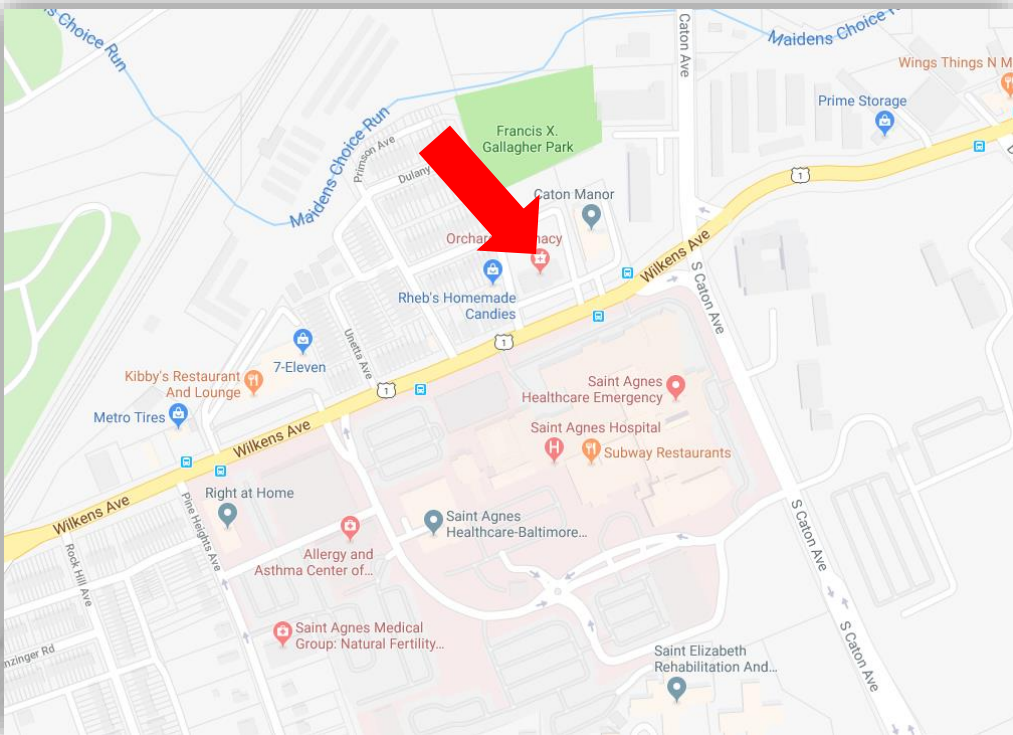 Choice Run
Caton Ave
Maidens Choice
Wings Things N M
Prime Storage
1
Francis X.
Gallagher Park
Primson Ave
Maidens Choice Run
Dulany
Caton Manor
Wilkens Ave
Rheb's Homemade
Candies
S Caton Ave
1
Unetta Ave
7-Eleven
1
Kibby's Restaurant
And Lounge
Metro Tires
Saint Agnes
Healthcare Emergency
Saint Agnes Hospital
H
Subway Restaurants
Wilkens Ave
Right at Home
Pine Heights Ave
Wilkens Ave
Saint Agnes
Healthcare-Baltimore...
S Caton Ave
Rock Hill Ave
Allergy and
Asthma Center of...
Saint Agnes Medical
Group: Natural Fertility...
nzinger Rd
Saint Elizabeth
Rehabilitation And...
S Caton Ave